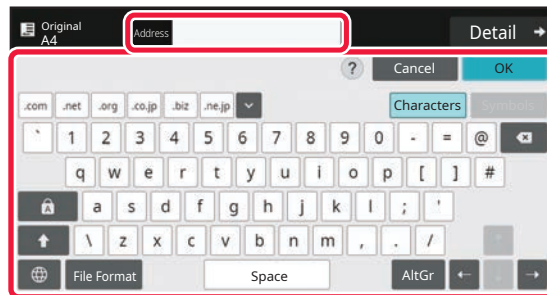 Original
A4
Address
Detail
? Cancel OK
.com .net .org .co.jp .biz .ne.jp Characters Symbols
` 1 2 3 4 5 6 7 8 9 0 - = @
q w e r t y u i o p [ ] #
A a s d f g h j k l ; '
\ z x c v b n m , . /
File Format Space AltGr